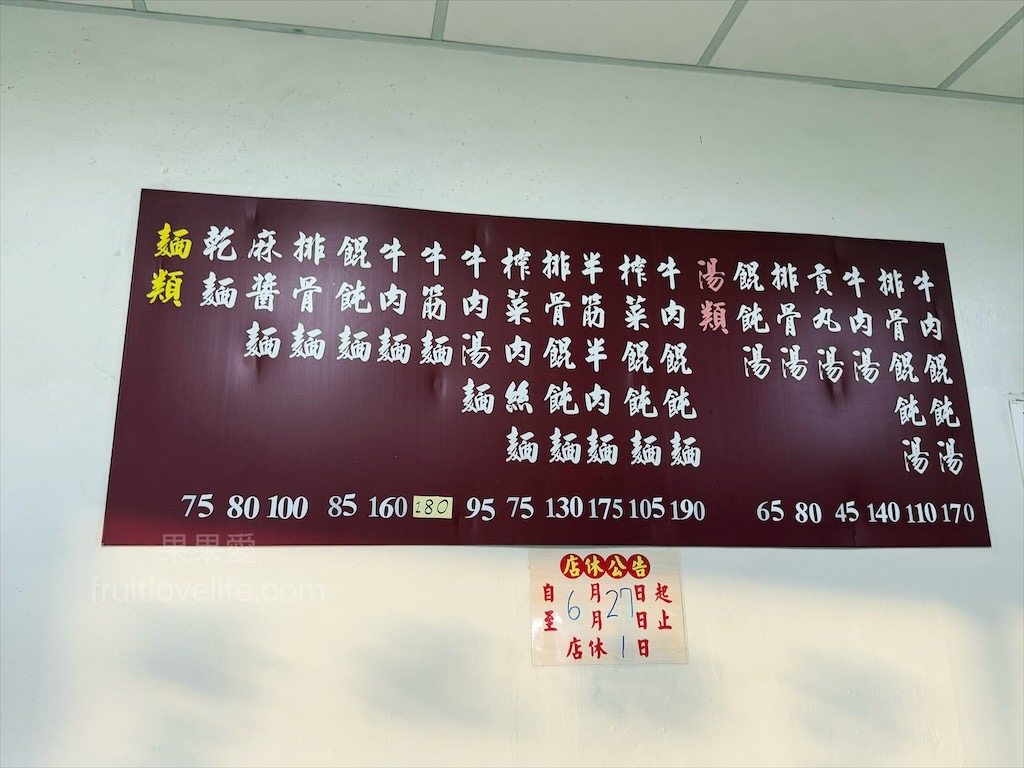 麵類
乾麵 75
麻醬麵 80
排骨麵 100
餛飩麵 85
牛肉麵 160
牛筋麵 180
牛肉湯麵 95
榨菜肉絲麵 75
排骨餛飩麵 130
半筋半肉麵 175
榨菜餛飩麵 105
牛肉餛飩麵 190
湯類
餛飩湯 65
排骨湯 80
貢丸湯 45
牛肉湯 140
排骨餛飩湯 110
牛肉餛飩湯 170
店休公告
自6月27日起
至 月 日止
店休1日
果果愛
fruitlovelife.com